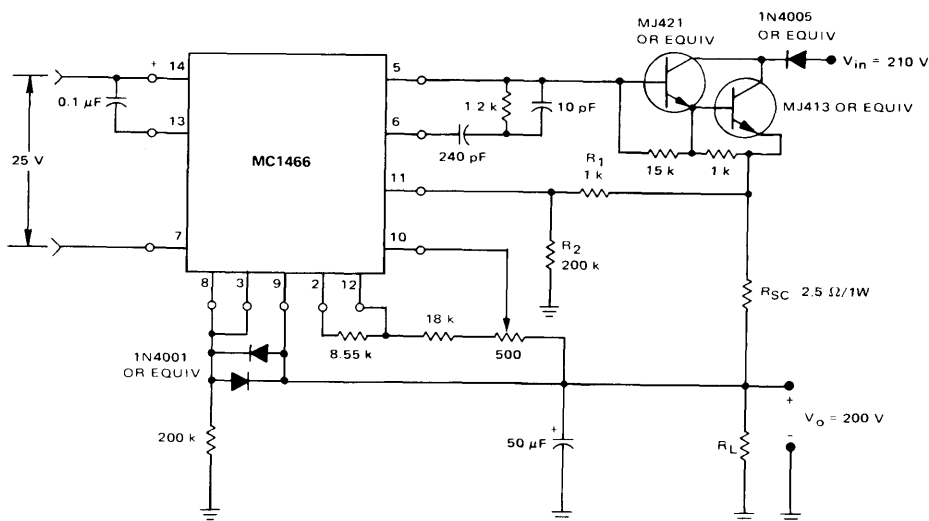 MJ421
OR EQUIV
1N4005
OR EQUIV
Vin = 210 V
MJ413 OR EQUIV
+
14
5
0.1 μF
1.2 k
10 pF
13
6
240 pF
25 V
MC1466
15 k
1 k
R1
1 k
11
7
10
R2
200 k
RSC 2.5 Ω/1W
8
3
9
2
12
18 k
8.55 k
500
1N4001
OR EQUIV
+
Vo = 200 V
-
200 k
+
50 μF
RL